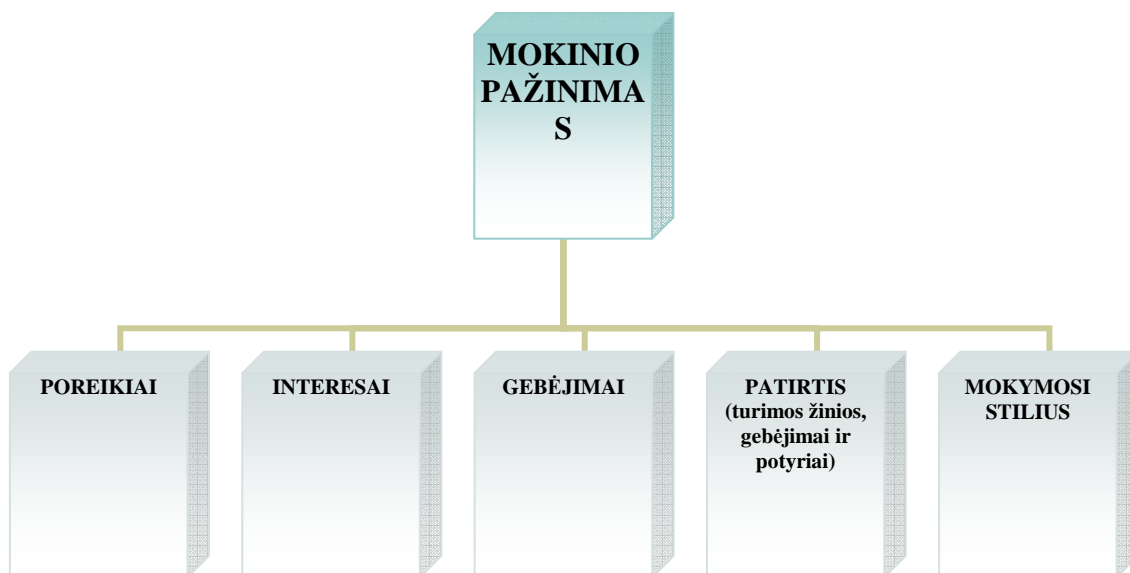 MOKINIO
PAŽINIMA
S
POREIKIAI
INTERESAI
GEBĖJIMAI
PATIRTIS
(turimos žinios,
gebėjimai ir
potyriai)
MOKYMOSI
STILIUS